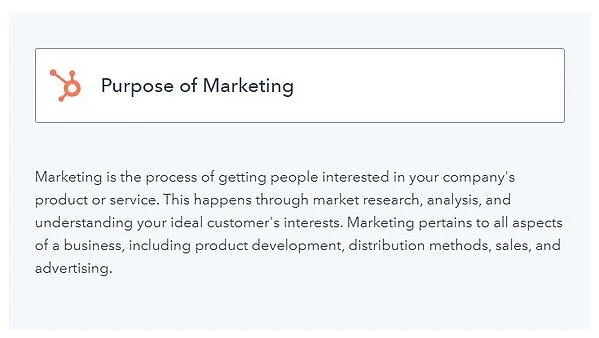 Purpose of Marketing
Marketing is the process of getting people interested in your company's
product or service. This happens through market research, analysis, and
understanding your ideal customer's interests. Marketing pertains to all aspects
of a business, including product development, distribution methods, sales, and
advertising.